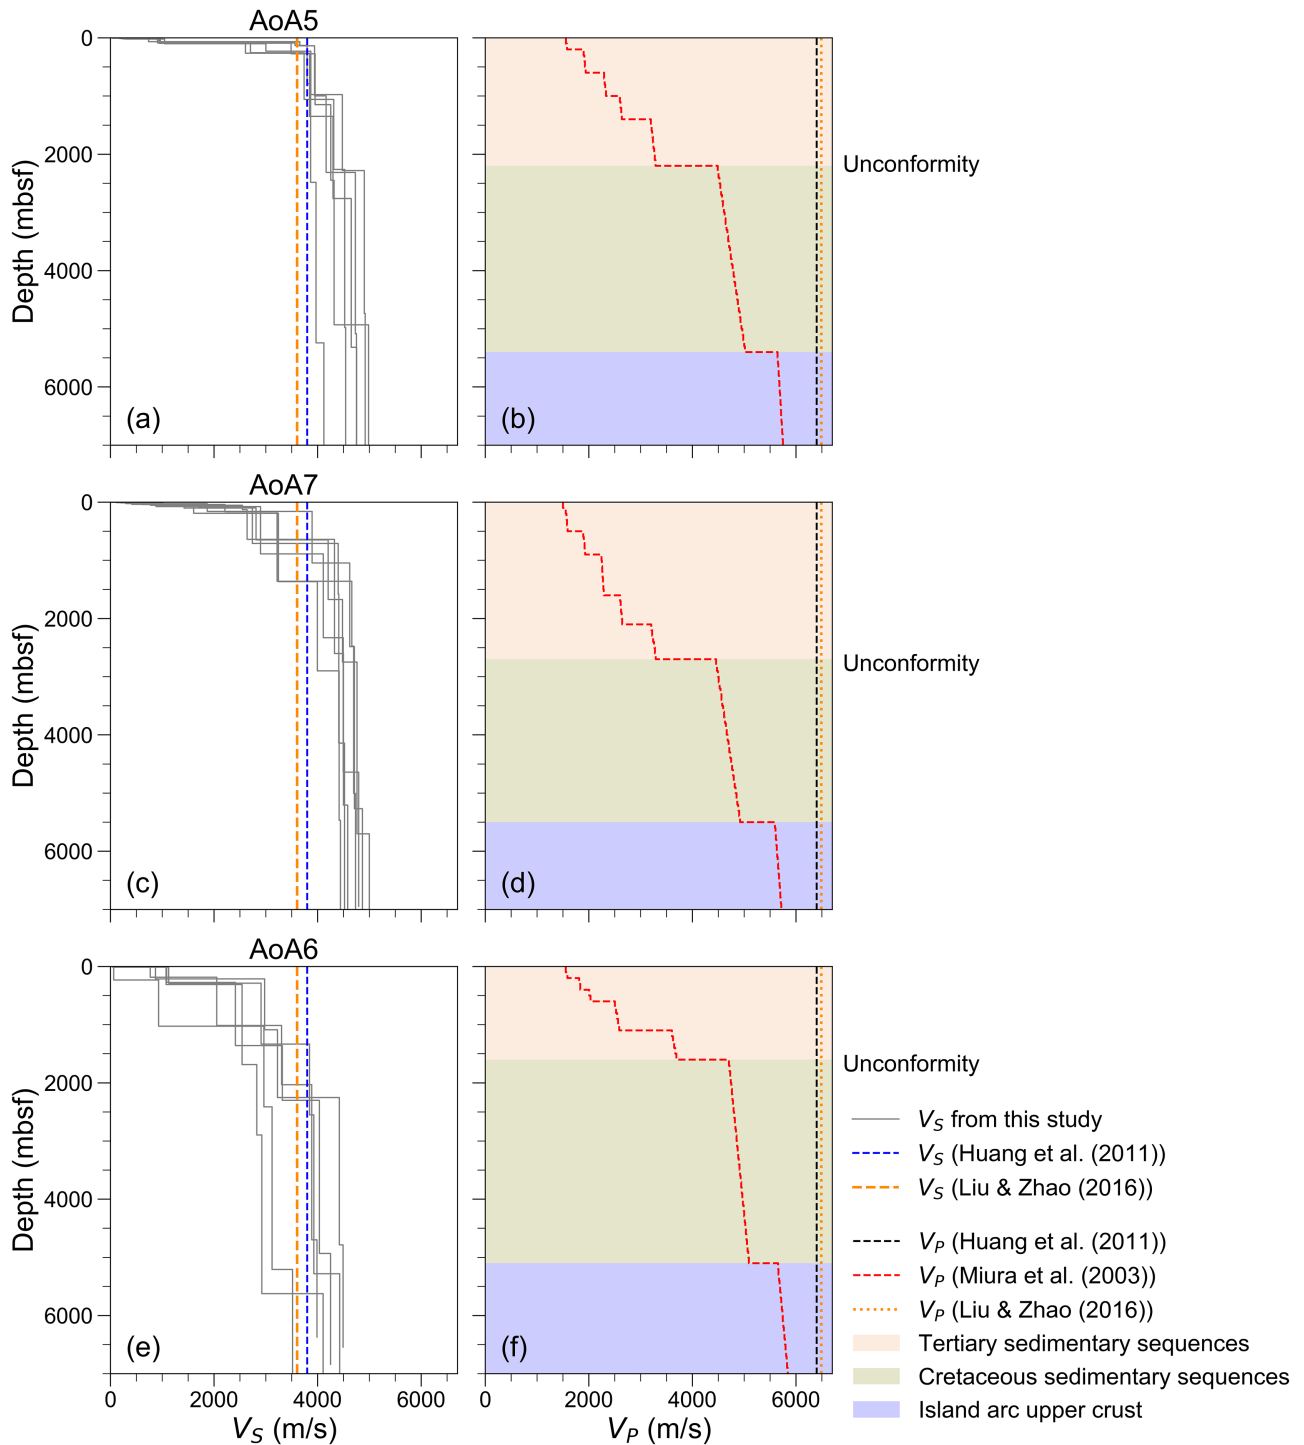 AoA5
0
2000
4000
6000
Depth (mbsf)
(a)
(b)
Unconformity
AoA7
0
2000
4000
6000
Depth (mbsf)
(c)
(d)
Unconformity
AoA6
0
2000
4000
6000
Depth (mbsf)
(e)
(f)
Unconformity
0 2000 4000 6000
V_S (m/s)
0 2000 4000 6000
V_P (m/s)
V_S from this study
V_S (Huang et al. (2011))
V_S (Liu & Zhao (2016))
V_P (Huang et al. (2011))
V_P (Miura et al. (2003))
V_P (Liu & Zhao (2016))
Tertiary sedimentary sequences
Cretaceous sedimentary sequences
Island arc upper crust